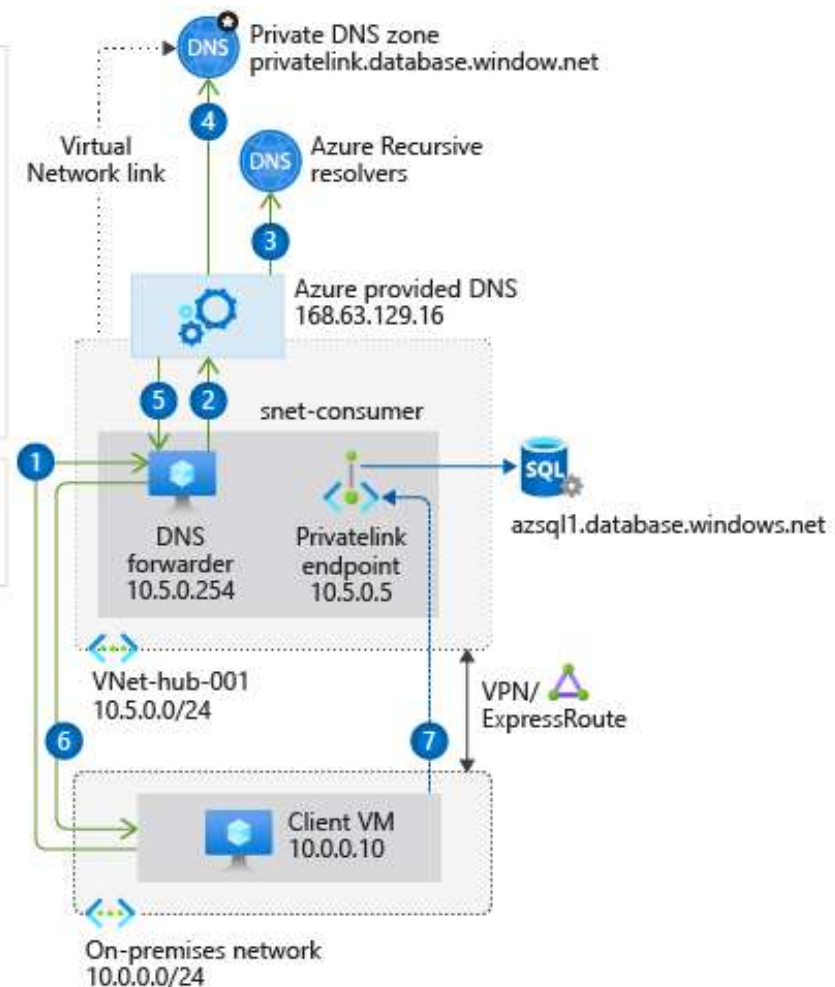 DNS
Private DNS zone
privatelink.database.window.net
4
Virtual
Network link
DNS
Azure Recursive
resolvers
3
Azure provided DNS
168.63.129.16
5
2
snet-consumer
1
SQL
DNS
forwarder
10.5.0.254
Privatelink
endpoint
10.5.0.5
azsql1.database.windows.net
VNet-hub-001
10.5.0.0/24
VPN/
ExpressRoute
6
7
Client VM
10.0.0.10
On-premises network
10.0.0.0/24